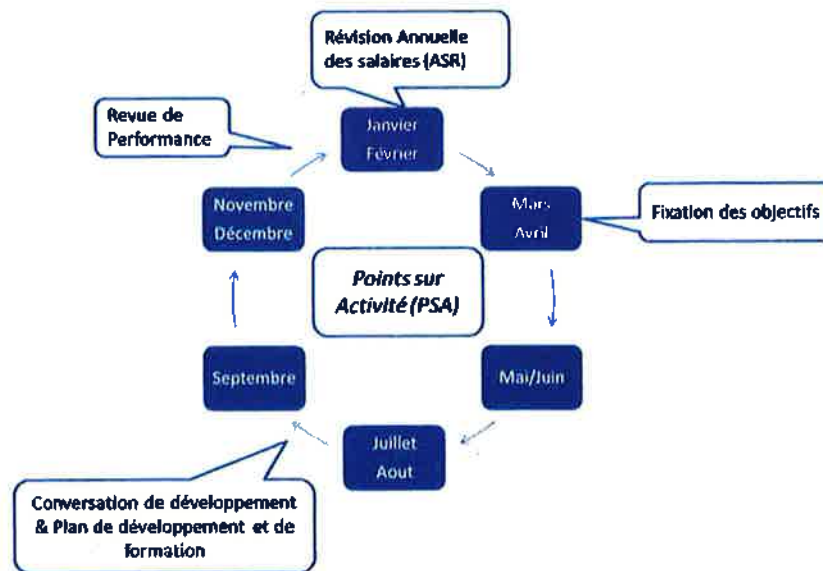 Révision Annuelle
des salaires (ASR)
Revue de
Performance
Janvier
Février
Novembre
Décembre
Mars
Avril
Fixation des objectifs
Points sur
Activité (PSA)
Septembre
Mai/Juin
Juillet
Aout
Conversation de développement
& Plan de développement et de
formation